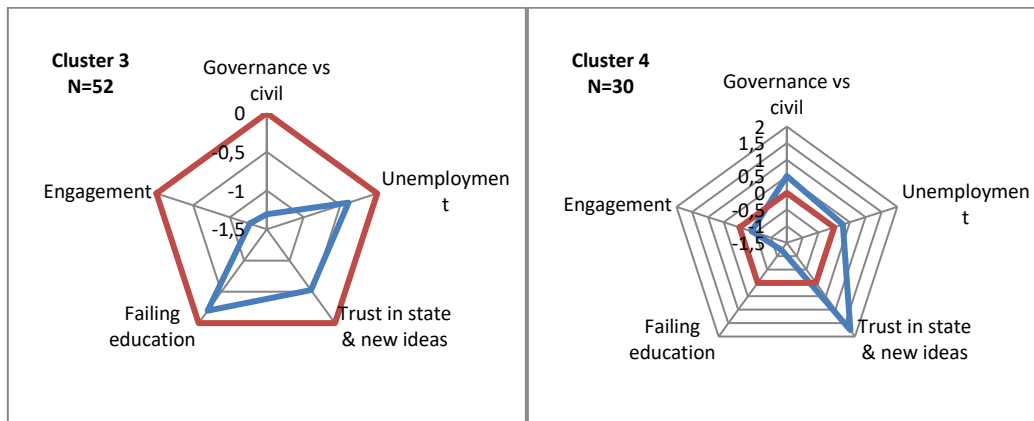 Cluster 3
N=52
Governance vs
civil
0
-0,5
-1
-1,5
Engagement
Unemploymen
t
Failing
education
Trust in state
& new ideas
Cluster 4
N=30
Governance vs
civil
2
1,5
1
0,5
0
-0,5
-1
-1,5
Engagement
Unemploymen
t
Failing
education
Trust in state
& new ideas